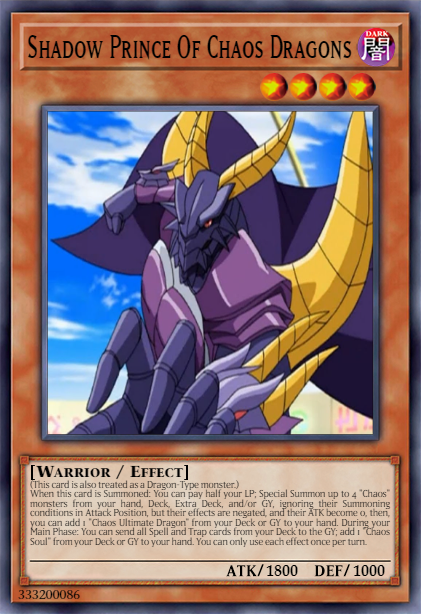 Shadow Prince Of Chaos Dragons
DARK
闇
[Warrior / Effect]
(This card is also treated as a Dragon-Type monster.)
When this card is Summoned: You can pay half your LP; Special Summon up to 4 "Chaos"
monsters from your hand, Deck, Extra Deck, and/or GY, ignoring their Summoning
conditions in Attack Position, but their effects are negated, and their ATK become 0, then,
you can add 1 "Chaos Ultimate Dragon" from your Deck or GY to your hand. During your
Main Phase: You can send all Spell and Trap cards from your Deck to the GY; add 1 "Chaos
Soul" from your Deck or GY to your hand. You can only use each effect once per turn.
ATK/1800 DEF/1000
333200086